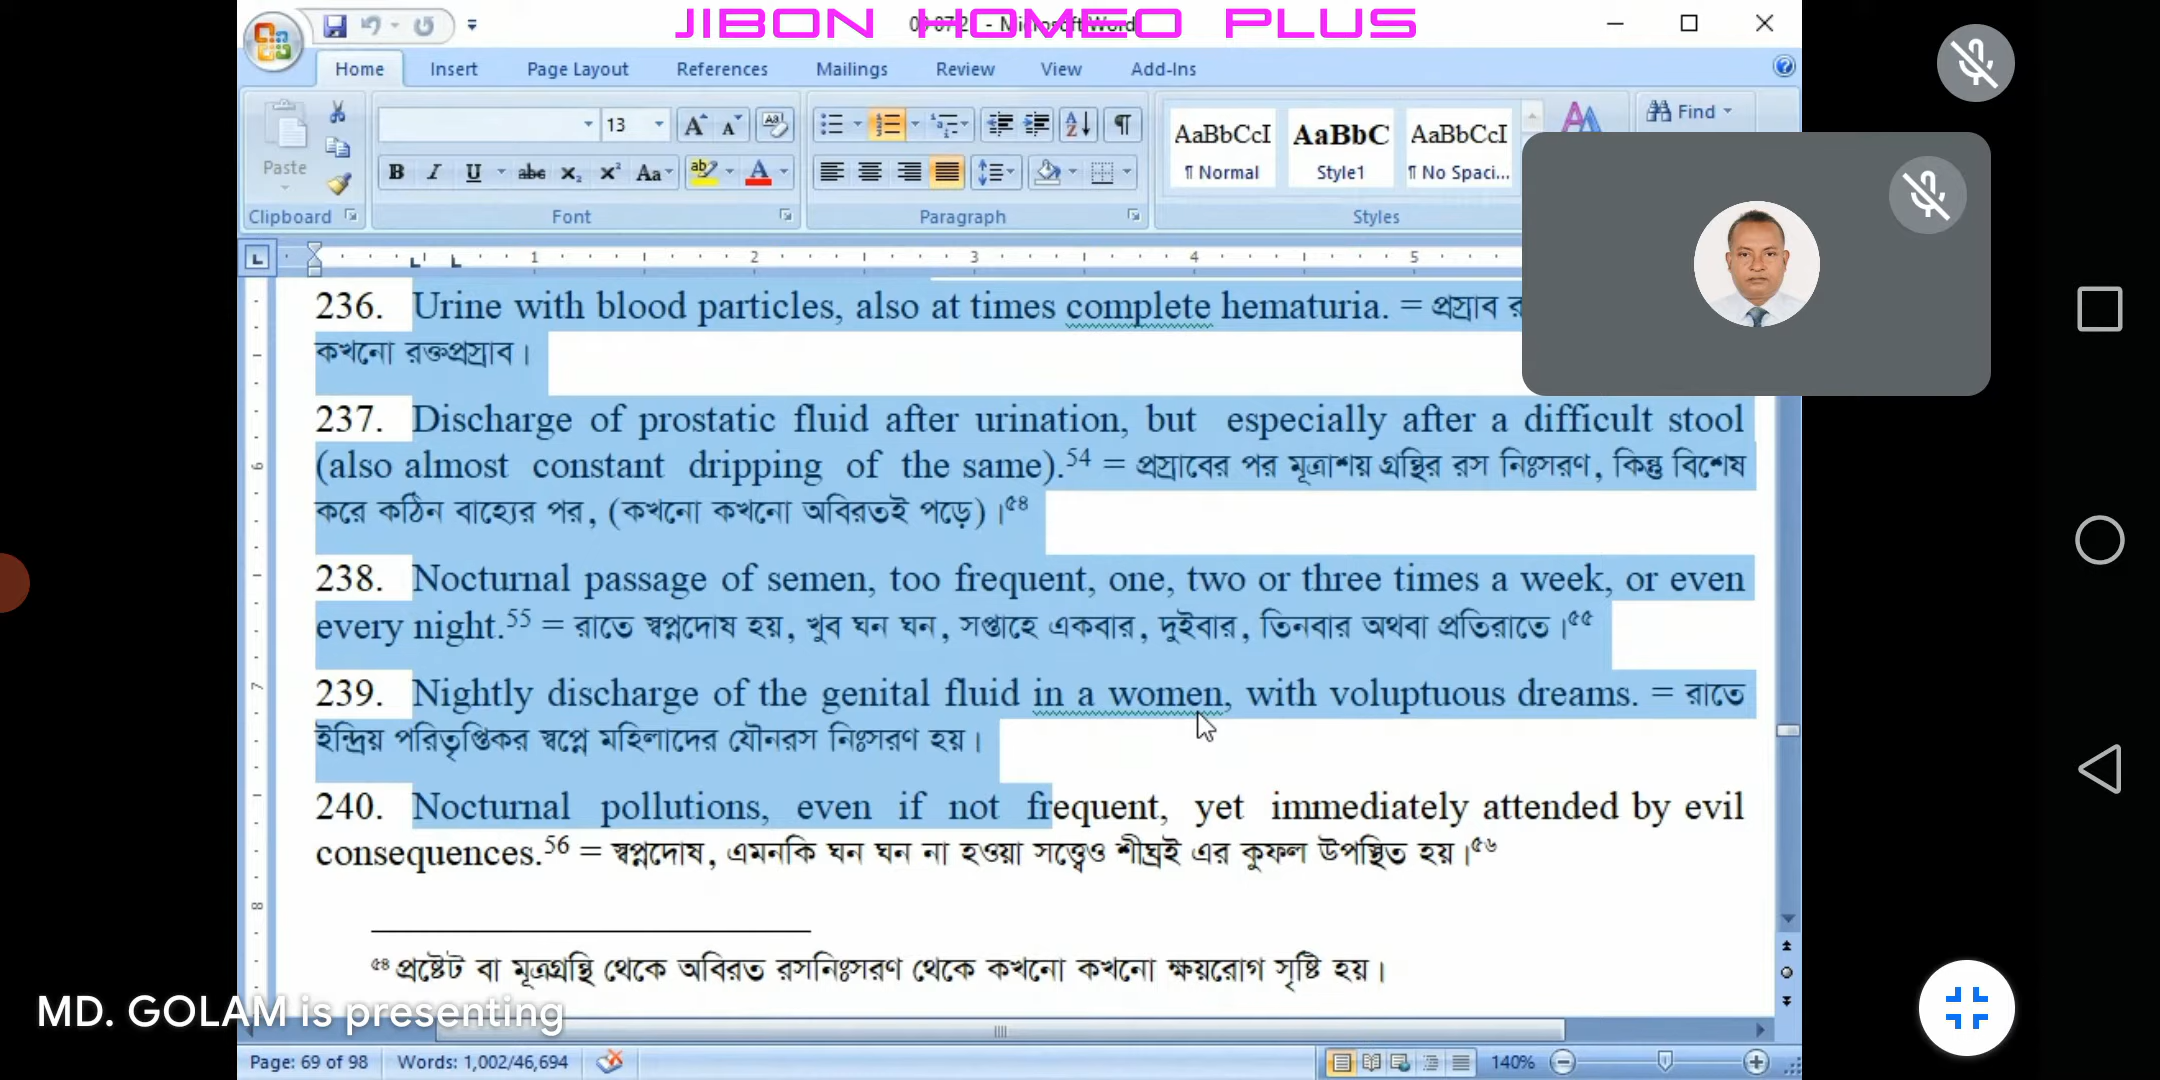 JIBON HOMEO PLUS
Microsoft Word
Home Insert Page Layout References Mailings Review View Add-Ins
Paste
13
Find
AaBbCcI AaBbC AaBbCcI
¶ Normal Style1 ¶ No Spaci...
Clipboard Font Paragraph Styles
1 2 3 4 5
236. Urine with blood particles, also at times complete hematuria. = প্রস্রাব র
কখনো রক্তপ্রস্রাব।
237. Discharge of prostatic fluid after urination, but especially after a difficult stool
(also almost constant dripping of the same).54 = প্রস্রাবের পর মূত্রাশয় গ্রন্থির রস নিঃসরণ, কিন্তু বিশেষ
করে কঠিন বাহ্যের পর, (কখনো কখনো অবিরতই পড়ে)।৫৪
238. Nocturnal passage of semen, too frequent, one, two or three times a week, or even
every night.55 = রাতে স্বপ্নদোষ হয়, খুব ঘন ঘন, সপ্তাহে একবার, দুইবার, তিনবার অথবা প্রতিরাতে।৫৫
239. Nightly discharge of the genital fluid in a women, with voluptuous dreams. = রাতে
ইন্দ্রিয় পরিতৃপ্তিকর স্বপ্নে মহিলাদের যৌনরস নিঃসরণ হয়।
240. Nocturnal pollutions, even if not frequent, yet immediately attended by evil
consequences.56 = স্বপ্নদোষ, এমনকি ঘন ঘন না হওয়া সত্ত্বেও শীঘ্রই এর কুফল উপস্থিত হয়।৫৬
৫৪ প্রষ্টেট বা মূত্রগ্রন্থি থেকে অবিরত রসনিঃসরণ থেকে কখনো কখনো ক্ষয়রোগ সৃষ্টি হয়।
MD. GOLAM is presenting
Page: 69 of 98 Words: 1,002/46,694 140%